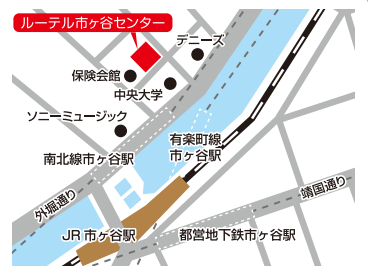 ルーテル市ヶ谷センター
デニーズ
保険会館
中央大学
ソニーミュージック
有楽町線
市ヶ谷駅
南北線市ヶ谷駅
外堀通り
靖国通り
JR 市ヶ谷駅
都営地下鉄市ヶ谷駅